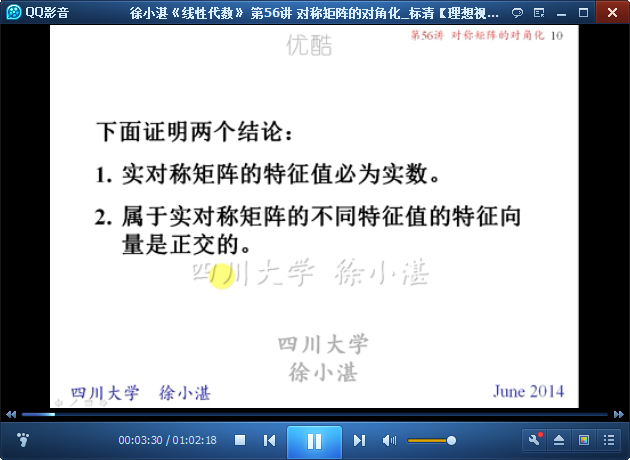 QQ影音
徐小湛《线性代数》 第56讲 对称矩阵的对角化_标清【理想视...
优酷
第56讲 对称矩阵的对角化 10
下面证明两个结论：
1. 实对称矩阵的特征值必为实数。
2. 属于实对称矩阵的不同特征值的特征向
量是正交的。
四川大学 徐小湛
四川大学
徐小湛
四川大学 徐小湛
June 2014
00:03:30 / 01:02:18